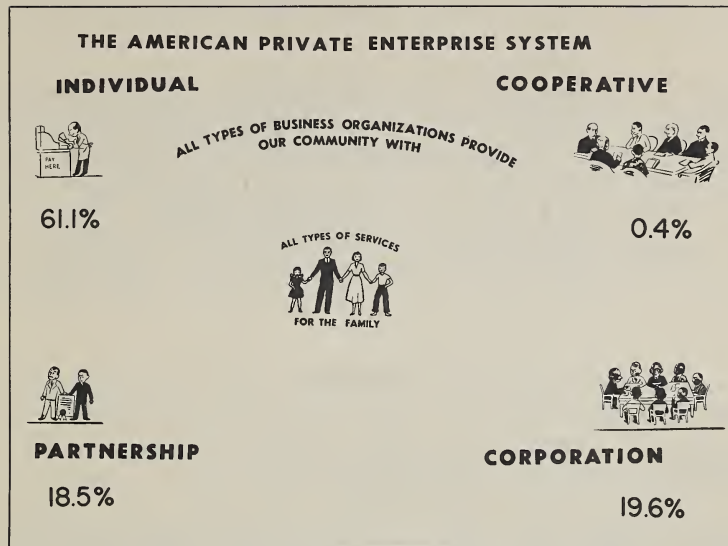 THE AMERICAN PRIVATE ENTERPRISE SYSTEM
INDIVIDUAL
COOPERATIVE
ALL TYPES OF BUSINESS ORGANIZATIONS PROVIDE
OUR COMMUNITY WITH
PAY
HERE
61.1%
0.4%
ALL TYPES OF SERVICES
FOR THE FAMILY
PARTNERSHIP
CORPORATION
18.5%
19.6%